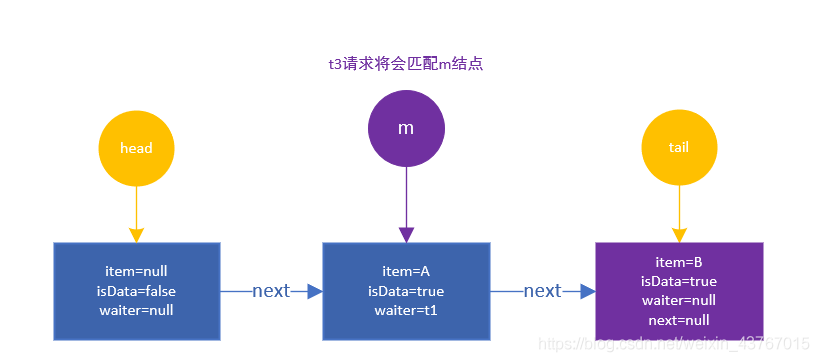 t3请求将会匹配m结点
head
m
tail
item=null
isData=false
waiter=null
next
item=A
isData=true
waiter=t1
next
item=B
isData=true
waiter=null
next=null
https://blog.csdn.net/weixin_43767015